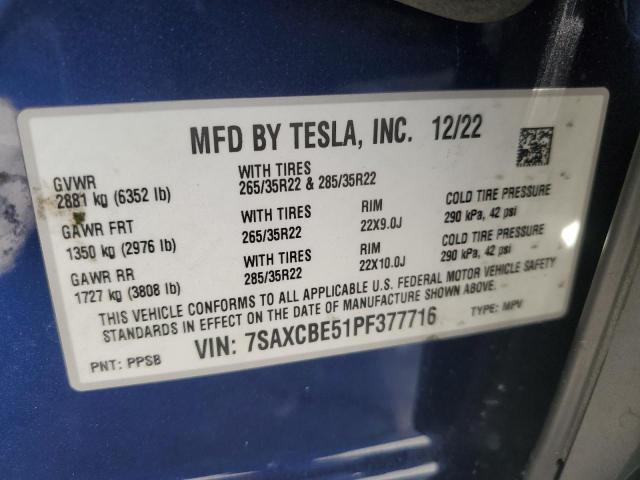 MFD BY TESLA, INC. 12/22
GVWR
2881 kg (6352 lb)
WITH TIRES
265/35R22 & 285/35R22
GAWR FRT
1350 kg (2976 lb)
WITH TIRES
265/35R22
RIM
22X9.0J
COLD TIRE PRESSURE
290 kPa, 42 psi
GAWR RR
1727 kg (3808 lb)
WITH TIRES
285/35R22
RIM
22X10.0J
COLD TIRE PRESSURE
290 kPa, 42 psi
THIS VEHICLE CONFORMS TO ALL APPLICABLE U.S. FEDERAL MOTOR VEHICLE SAFETY
STANDARDS IN EFFECT ON THE DATE OF MANUFACTURE SHOWN ABOVE.
PNT: PPSB
VIN: 7SAXCBE51PF377716
TYPE: MPV